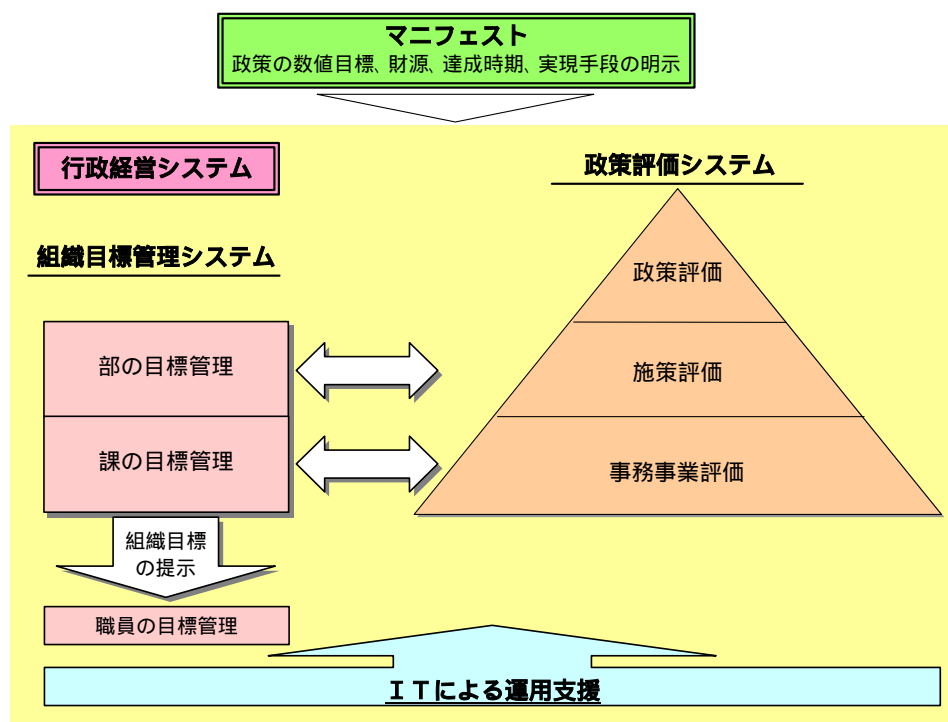 マニフェスト
政策の数値目標、財源、達成時期、実現手段の明示
行政経営システム
政策評価システム
組織目標管理システム
政策評価
部の目標管理
施策評価
課の目標管理
事務事業評価
組織目標
の提示
職員の目標管理
ＩＴによる運用支援